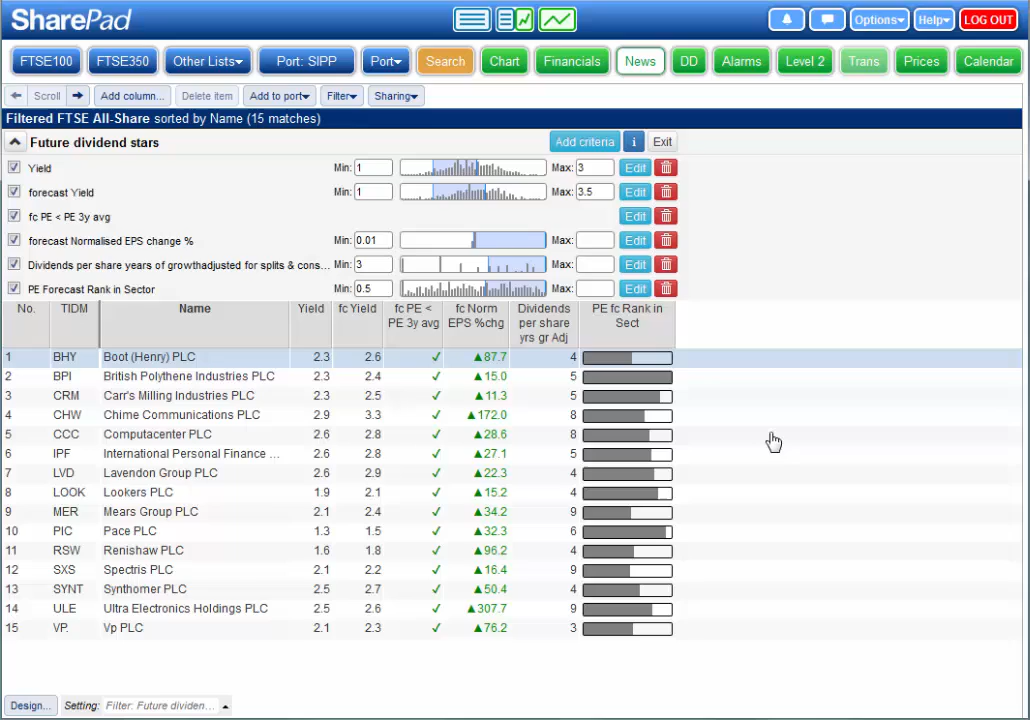 SharePad Options Help LOG OUT
FTSE100 FTSE350 Other Lists Port: SIPP Port Search Chart Financials News DD Alarms Level 2 Trans Prices Calendar
Scroll Add column... Delete item Add to port Filter Sharing
Filtered FTSE All-Share sorted by Name (15 matches)
Future dividend stars Add criteria i Exit
Yield Min: 1 Max: 3 Edit
forecast Yield Min: 1 Max: 3.5 Edit
fc PE < PE 3y avg Edit
forecast Normalised EPS change % Min: 0.01 Max: Edit
Dividends per share years of growthadjusted for splits & cons... Min: 3 Max: Edit
PE Forecast Rank in Sector Min: 0.5 Max: Edit
No. TIDM Name Yield fc Yield fc PE < fc Norm Dividends PE fc Rank in
PE 3y avg EPS %chg per share Sect
yrs gr Adj
1 BHY Boot (Henry) PLC 2.3 2.6 ✓ ▲87.7 4
2 BPI British Polythene Industries PLC 2.3 2.4 ✓ ▲15.0 5
3 CRM Carr's Milling Industries PLC 2.3 2.5 ✓ ▲11.3 5
4 CHW Chime Communications PLC 2.9 3.3 ✓ ▲172.0 8
5 CCC Computacenter PLC 2.6 2.8 ✓ ▲28.6 8
6 IPF International Personal Finance ... 2.6 2.8 ✓ ▲27.1 5
7 LVD Lavendon Group PLC 2.6 2.9 ✓ ▲22.3 4
8 LOOK Lookers PLC 1.9 2.1 ✓ ▲15.2 4
9 MER Mears Group PLC 2.1 2.4 ✓ ▲34.2 9
10 PIC Pace PLC 1.3 1.5 ✓ ▲32.3 6
11 RSW Renishaw PLC 1.6 1.8 ✓ ▲96.2 4
12 SXS Spectris PLC 2.1 2.2 ✓ ▲16.4 9
13 SYNT Synthomer PLC 2.5 2.7 ✓ ▲50.4 4
14 ULE Ultra Electronics Holdings PLC 2.5 2.6 ✓ ▲307.7 9
15 VP. Vp PLC 2.1 2.3 ✓ ▲76.2 3
Design... Setting: Filter: Future dividen...